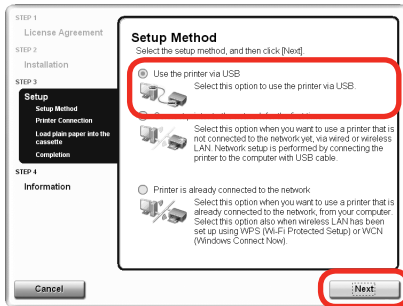 STEP 1
License Agreement
STEP 2
Installation
STEP 3
Setup
Setup Method
Printer Connection
Load plain paper into the
cassette
Completion
STEP 4
Information
Setup Method
Select the setup method, and then click [Next].
Use the printer via USB
Select this option to use the printer via USB.
Select this option when you want to use a printer that is
not connected to the network yet, via wired or wireless
LAN. Network setup is performed by connecting the
printer to the computer with USB cable.
Printer is already connected to the network
Select this option when you want to use a printer that is
already connected to the network, from your computer.
Select this option also when wireless LAN has been
set up using WPS (Wi-Fi Protected Setup) or WCN
(Windows Connect Now).
Cancel
Next